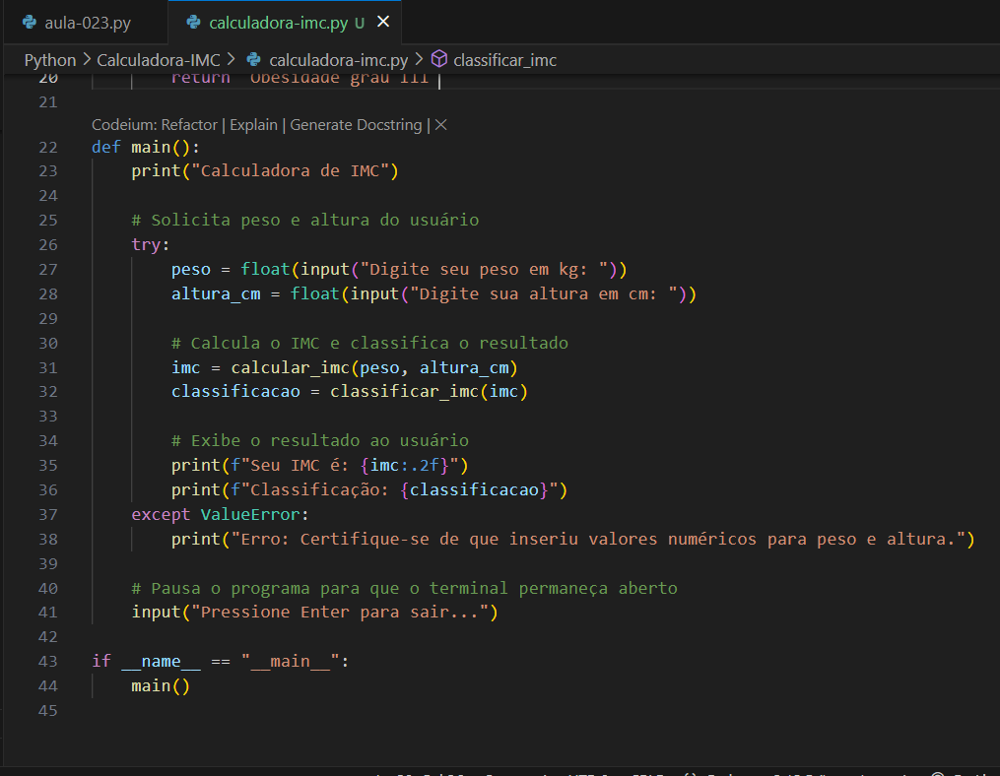 aula-023.py calculadora-imc.py U
Python > Calculadora-IMC > calculadora-imc.py > classificar_imc
20 return "Obesidade grau III"
21
Codeium: Refactor | Explain | Generate Docstring | ×
22 def main():
23 print("Calculadora de IMC")
24
25 # Solicita peso e altura do usuário
26 try:
27 peso = float(input("Digite seu peso em kg: "))
28 altura_cm = float(input("Digite sua altura em cm: "))
29
30 # Calcula o IMC e classifica o resultado
31 imc = calcular_imc(peso, altura_cm)
32 classificacao = classificar_imc(imc)
33
34 # Exibe o resultado ao usuário
35 print(f"Seu IMC é: {imc:.2f}")
36 print(f"Classificação: {classificacao}")
37 except ValueError:
38 print("Erro: Certifique-se de que inseriu valores numéricos para peso e altura.")
39
40 # Pausa o programa para que o terminal permaneça aberto
41 input("Pressione Enter para sair...")
42
43 if __name__ == "__main__":
44 main()
45